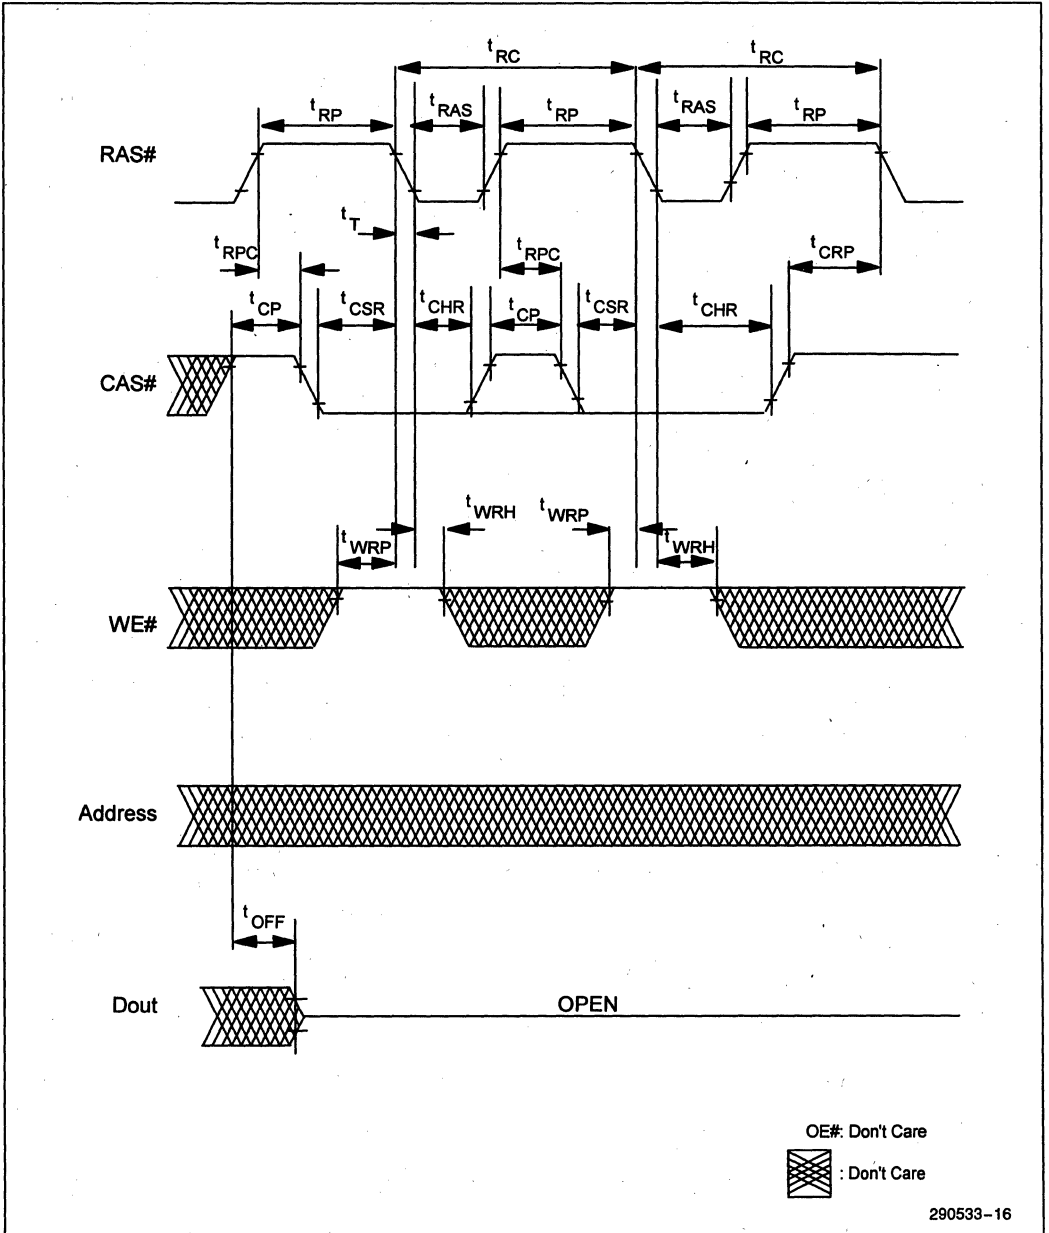 tRC tRC
tRP tRAS tRP tRAS tRP
RAS#
tT
tRPC tRPC tCRP
tCP tCSR tCHR tCP tCSR tCHR
CAS#
tWRH tWRP
tWRP tWRH
WE#
Address
tOFF
Dout OPEN
OE#: Don't Care
: Don't Care
290533-16